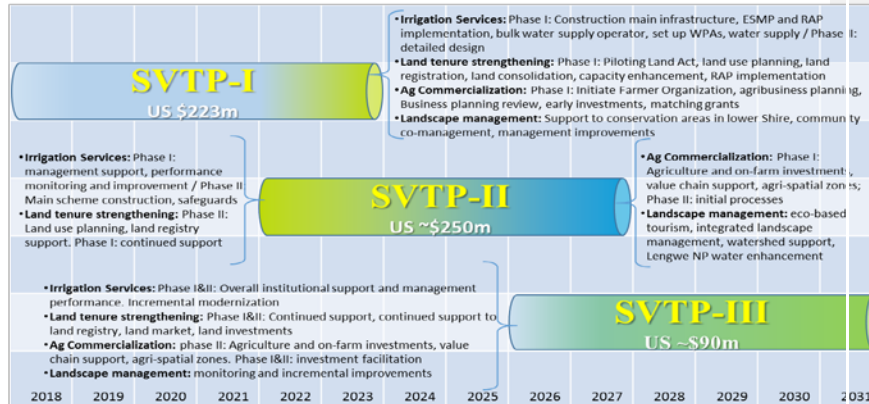 •Irrigation Services: Phase I: Construction main infrastructure, ESMP and RAP
implementation, bulk water supply operator, set up WPAs, water supply / Phase II:
detailed design
•Land tenure strengthening: Phase I: Piloting Land Act, land use planning, land
registration, land consolidation, capacity enhancement, RAP implementation
•Ag Commercialization: Phase I: Initiate Farmer Organization, agribusiness planning,
Business planning review, early investments, matching grants
•Landscape management: Support to conservation areas in lower Shire, community
co-management, management improvements
SVTP-I
US $223m
•Irrigation Services: Phase I:
management support, performance
monitoring and improvement / Phase II:
Main scheme construction, safeguards
•Land tenure strengthening: Phase II:
Land use planning, land registry
support. Phase I: continued support
SVTP-II
US ~$250m
•Ag Commercialization: Phase I:
Agriculture and on-farm investments,
value chain support, agri-spatial zones;
Phase II: initial processes
•Landscape management: eco-based
tourism, integrated landscape
management, watershed support,
Lengwe NP water enhancement
•Irrigation Services: Phase I&II: Overall institutional support and management
performance. Incremental modernization
•Land tenure strengthening: Phase I&II: Continued support, continued support to
land registry, land market, land investments
•Ag Commercialization: phase II: Agriculture and on-farm investments, value
chain support, agri-spatial zones. Phase I&II: investment facilitation
•Landscape management: monitoring and incremental improvements
SVTP-III
US ~$90m
2018 2019 2020 2021 2022 2023 2024 2025 2026 2027 2028 2029 2030 2031